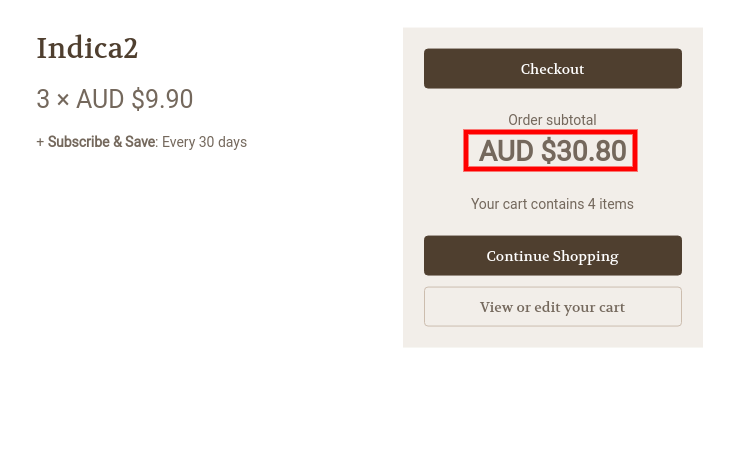 Indica2
3 × AUD $9.90
+ Subscribe & Save: Every 30 days
Checkout
Order subtotal
AUD $30.80
Your cart contains 4 items
Continue Shopping
View or edit your cart